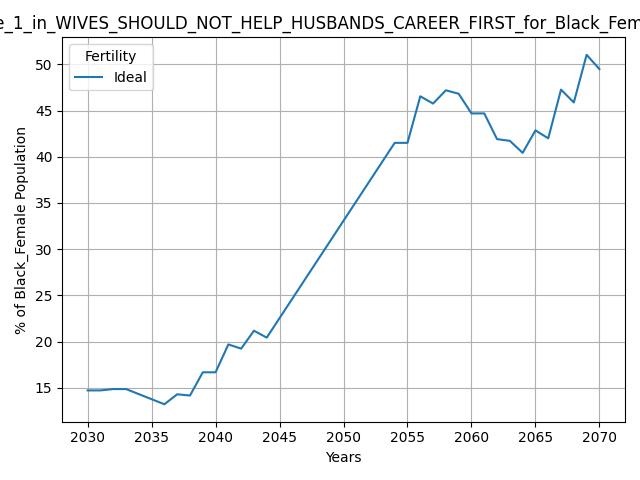 e_1_in_WIVES_SHOULD_NOT_HELP_HUSBANDS_CAREER_FIRST_for_Black_Fem
Fertility
Ideal
% of Black_Female Population
50
45
40
35
30
25
20
15
2030 2035 2040 2045 2050 2055 2060 2065 2070
Years